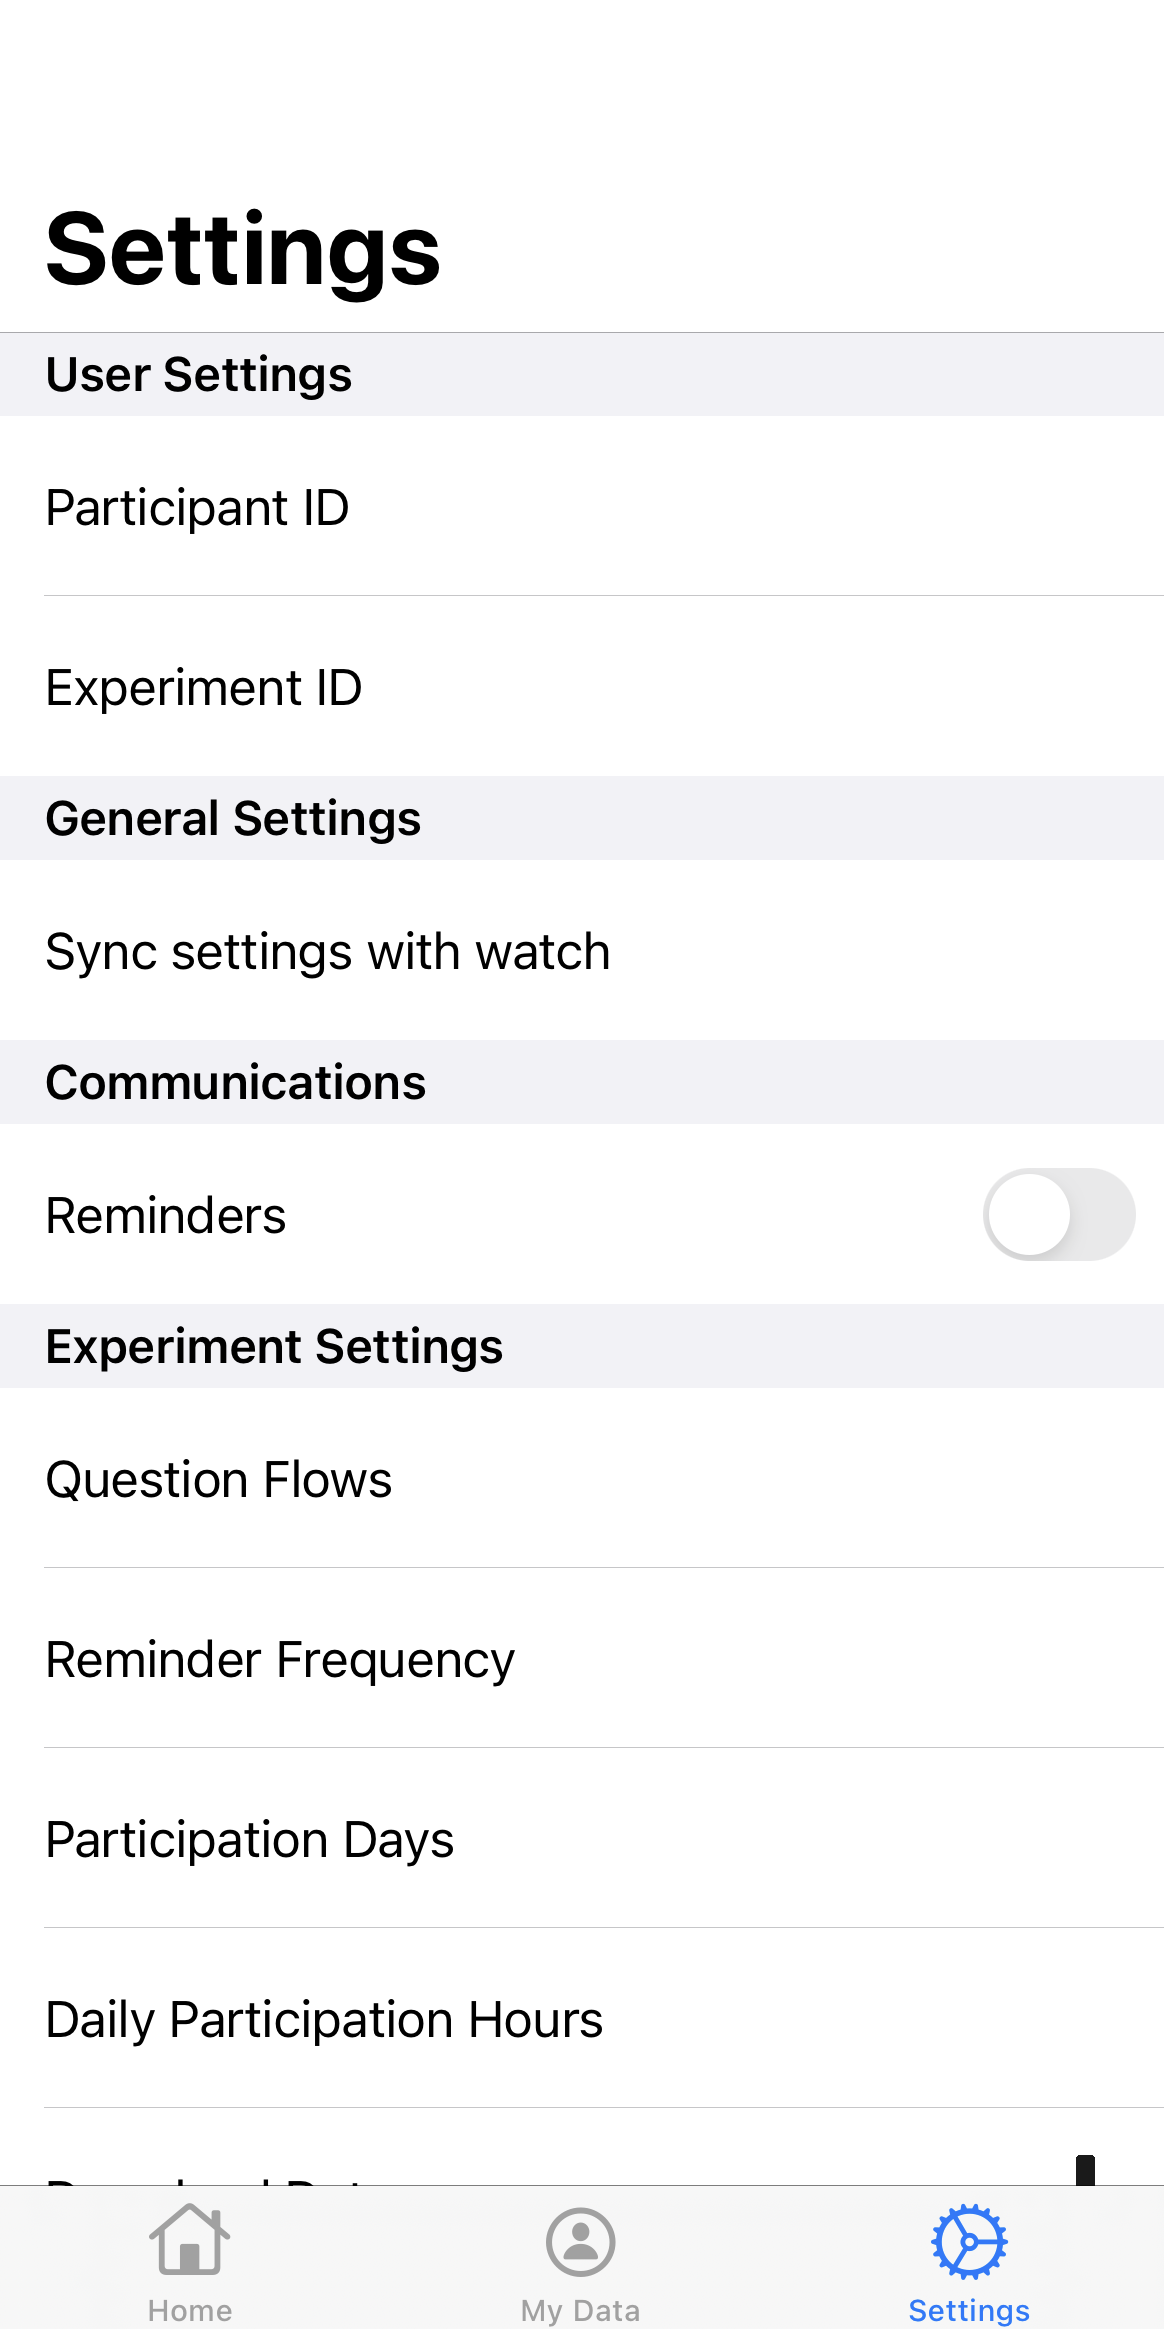 Settings
User Settings
Participant ID
Experiment ID
General Settings
Sync settings with watch
Communications
Reminders
Experiment Settings
Question Flows
Reminder Frequency
Participation Days
Daily Participation Hours
Home
My Data
Settings